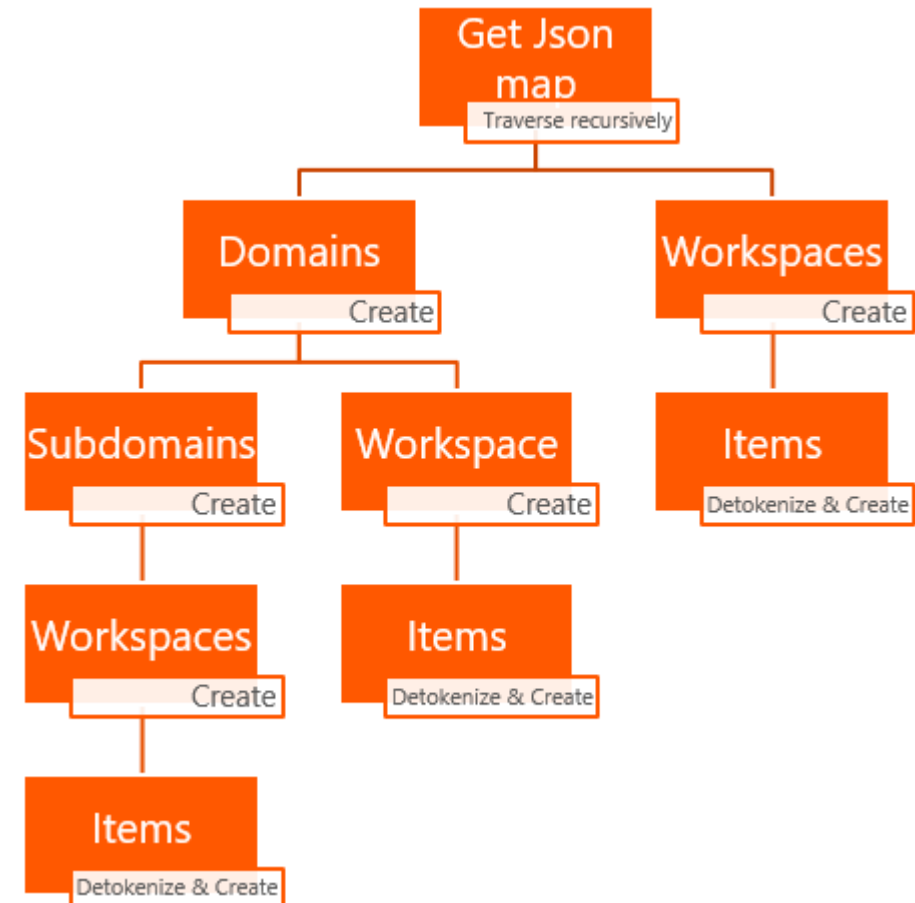 Get Json
map
Traverse recursively
Domains
Create
Workspaces
Create
Subdomains
Create
Workspace
Create
Items
Detokenize & Create
Workspaces
Create
Items
Detokenize & Create
Items
Detokenize & Create